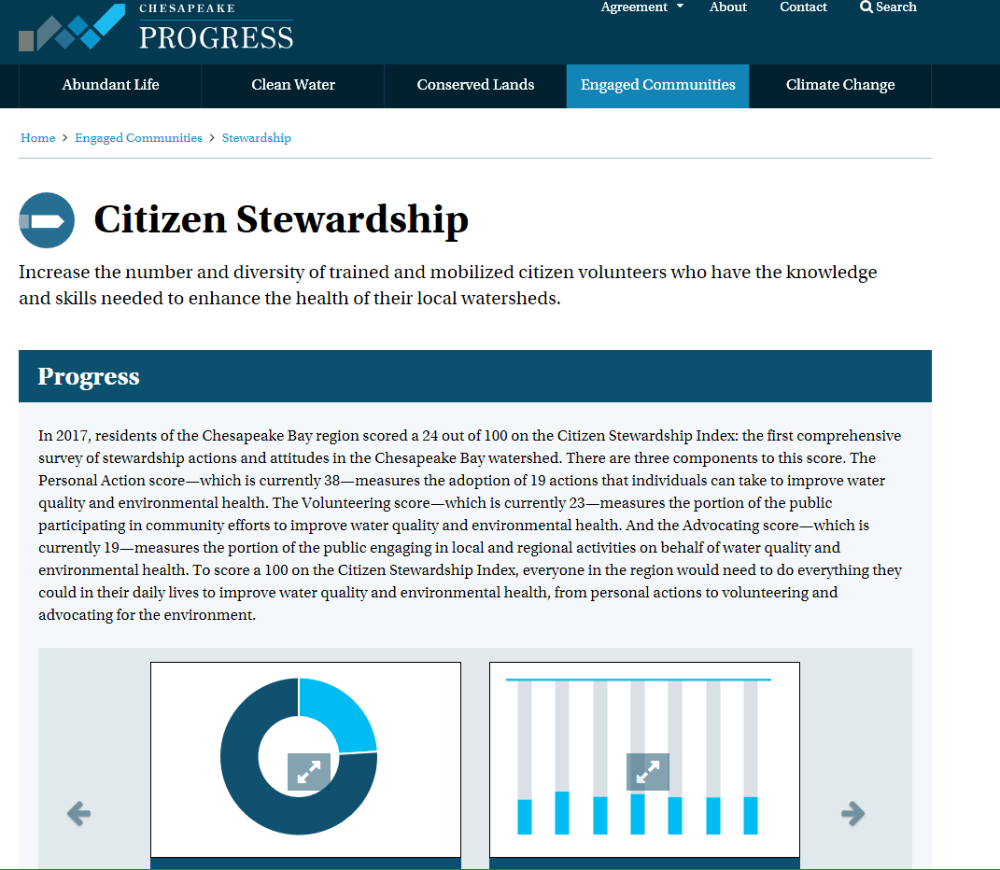 CHESAPEAKE
PROGRESS
Agreement About Contact Search
Abundant Life Clean Water Conserved Lands Engaged Communities Climate Change
Home > Engaged Communities > Stewardship
Citizen Stewardship
Increase the number and diversity of trained and mobilized citizen volunteers who have the knowledge
and skills needed to enhance the health of their local watersheds.
Progress
In 2017, residents of the Chesapeake Bay region scored a 24 out of 100 on the Citizen Stewardship Index: the first comprehensive
survey of stewardship actions and attitudes in the Chesapeake Bay watershed. There are three components to this score. The
Personal Action score—which is currently 38—measures the adoption of 19 actions that individuals can take to improve water
quality and environmental health. The Volunteering score—which is currently 23—measures the portion of the public
participating in community efforts to improve water quality and environmental health. And the Advocating score—which is
currently 19—measures the portion of the public engaging in local and regional activities on behalf of water quality and
environmental health. To score a 100 on the Citizen Stewardship Index, everyone in the region would need to do everything they
could in their daily lives to improve water quality and environmental health, from personal actions to volunteering and
advocating for the environment.